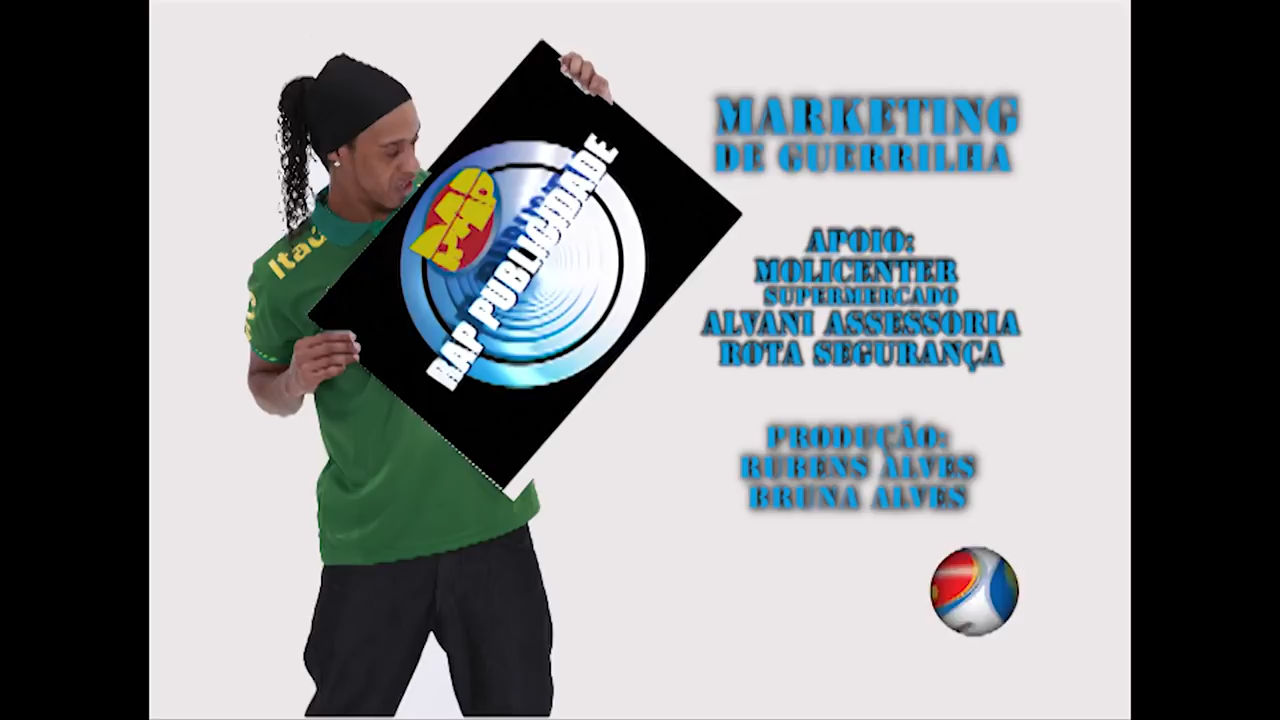 MARKETING
DE GUERRILHA
RAP PUBLICIDADE
Itaú
APOIO:
MOLICENTER
SUPERMERCADO
ALVANI ASSESSORIA
ROTA SEGURANÇA
PRODUÇÃO:
RUBENS ALVES
BRUNA ALVES